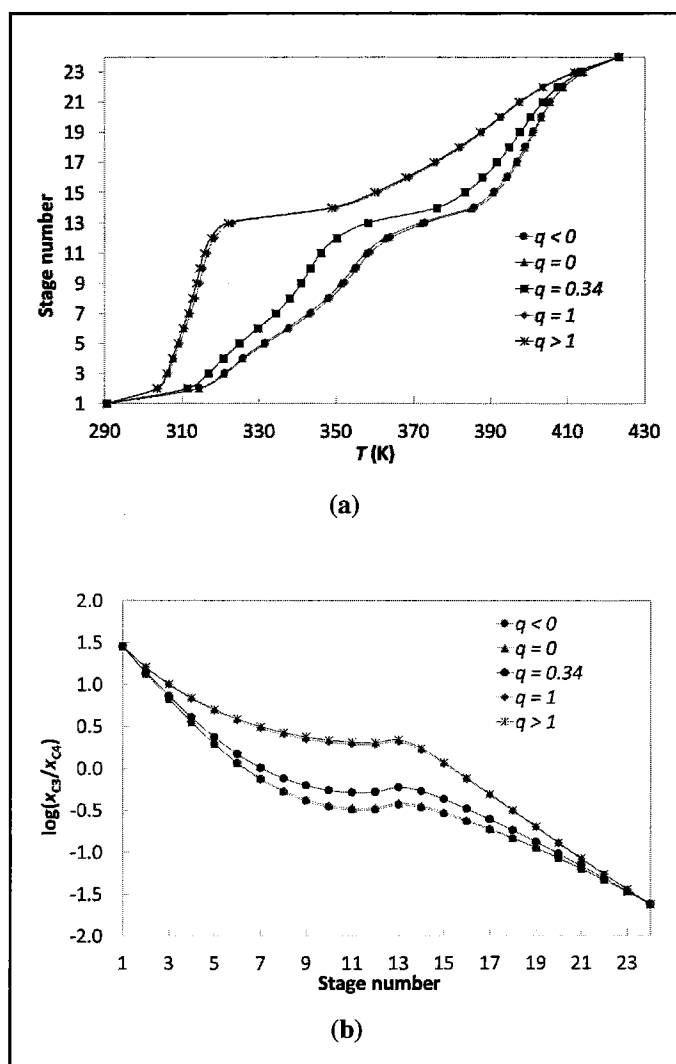 23
21
19
17
15
13
11
9
7
5
3
1
Stage number
q < 0
q = 0
q = 0.34
q = 1
q > 1
290 310 330 350 370 390 410 430
T (K)
(a)
2.0
1.5
1.0
0.5
0.0
-0.5
-1.0
-1.5
-2.0
log(xC3/xC4)
q < 0
q = 0
q = 0.34
q = 1
q > 1
1 3 5 7 9 11 13 15 17 19 21 23
Stage number
(b)